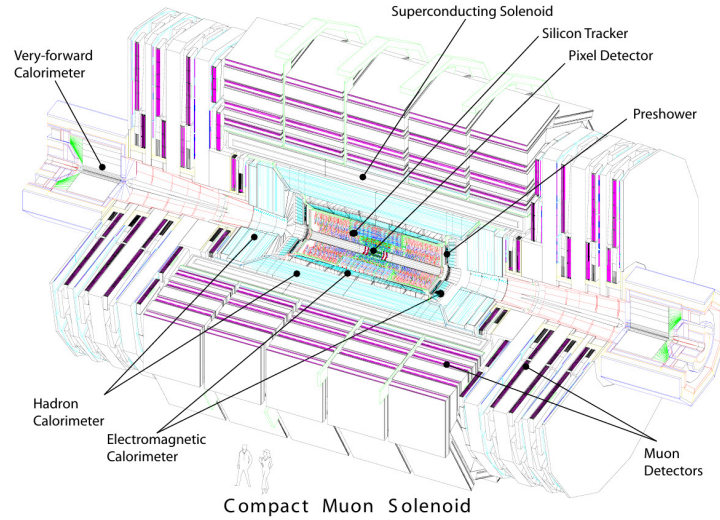 Superconducting Solenoid
Silicon Tracker
Pixel Detector
Very-forward
Calorimeter
Preshower
Hadron
Calorimeter
Electromagnetic
Calorimeter
Muon
Detectors
Compact Muon Solenoid